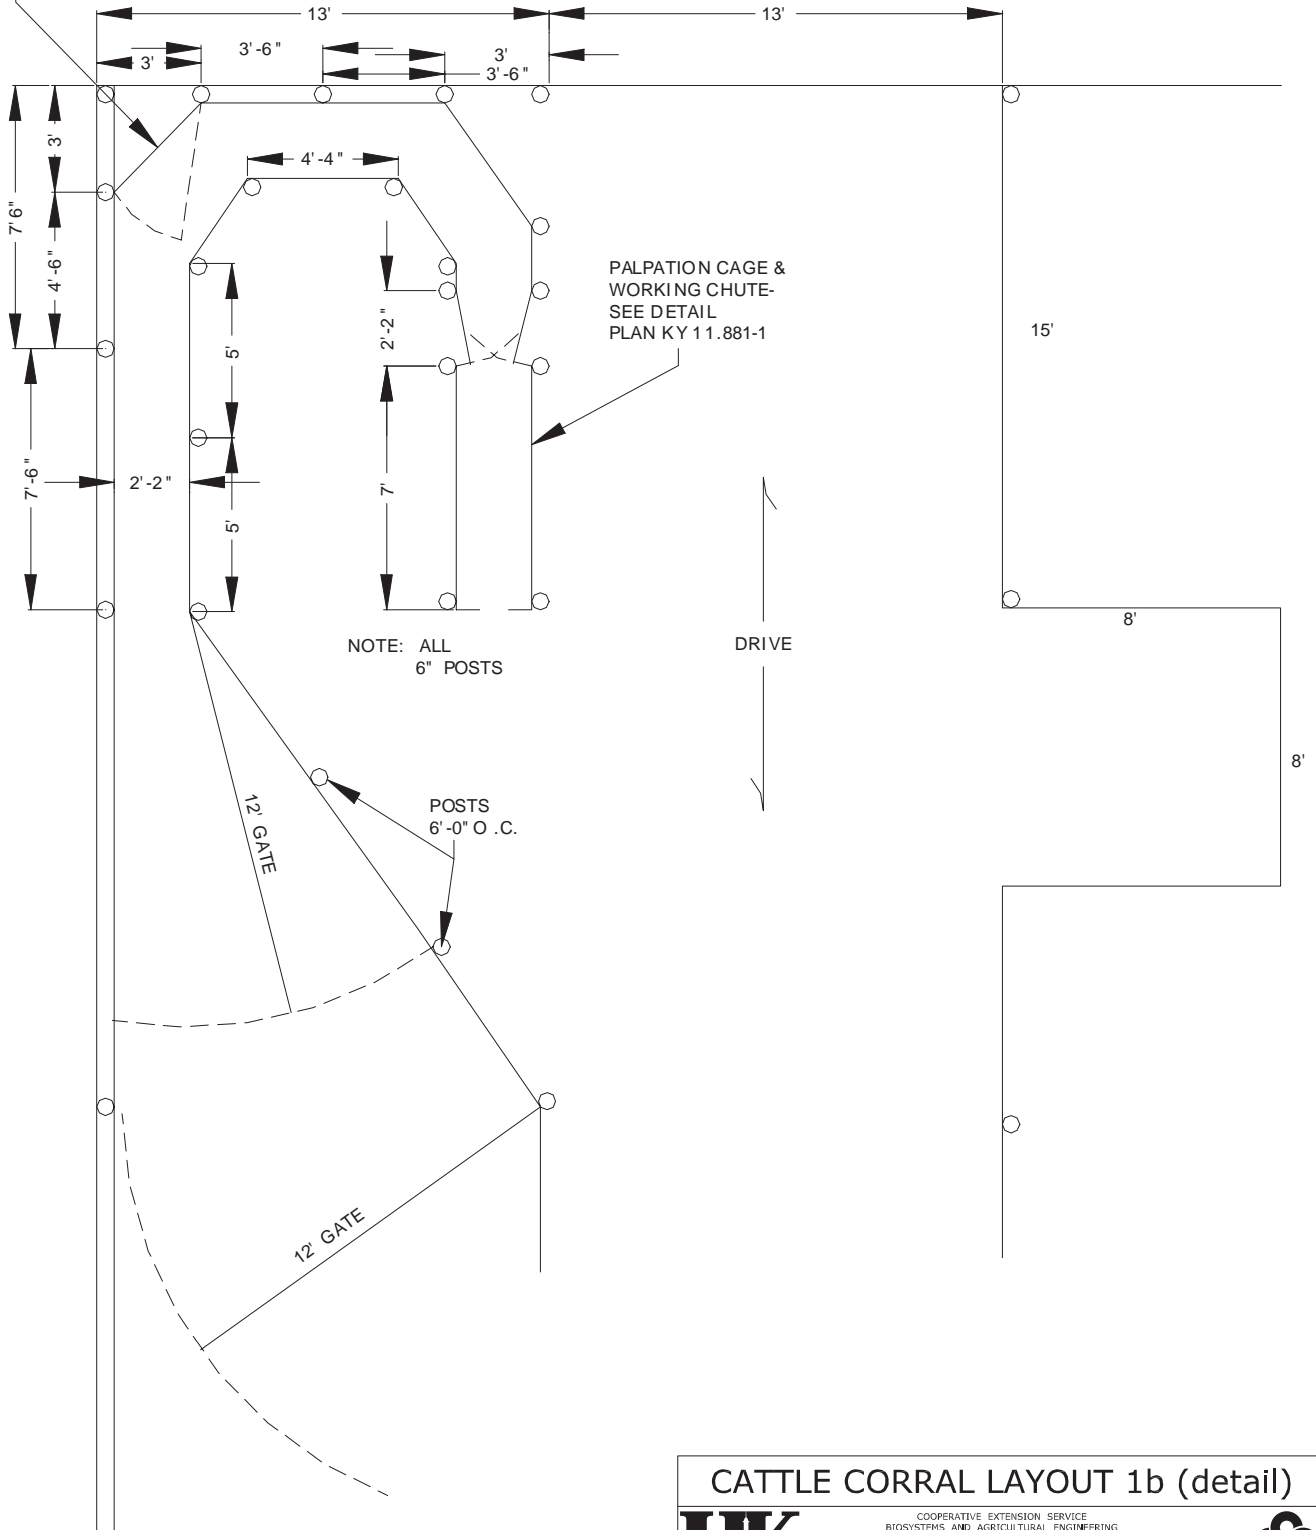 13'
13'
3'-6"
3'
3'
3'-6"
3'
4'-4"
7'6"
4'-6"
PALPATION CAGE &
WORKING CHUTE-
SEE DETAIL
PLAN KY 11.881-1
2'-2"
15'
5'
7'-6"
2'-2"
7'
5'
8'
NOTE: ALL
6" POSTS
DRIVE
8'
12' GATE
POSTS
6'-0" O.C.
12' GATE
CATTLE CORRAL LAYOUT 1b (detail)
COOPERATIVE EXTENSION SERVICE
BIOSYSTEMS AND AGRICULTURAL ENGINEERING
UK